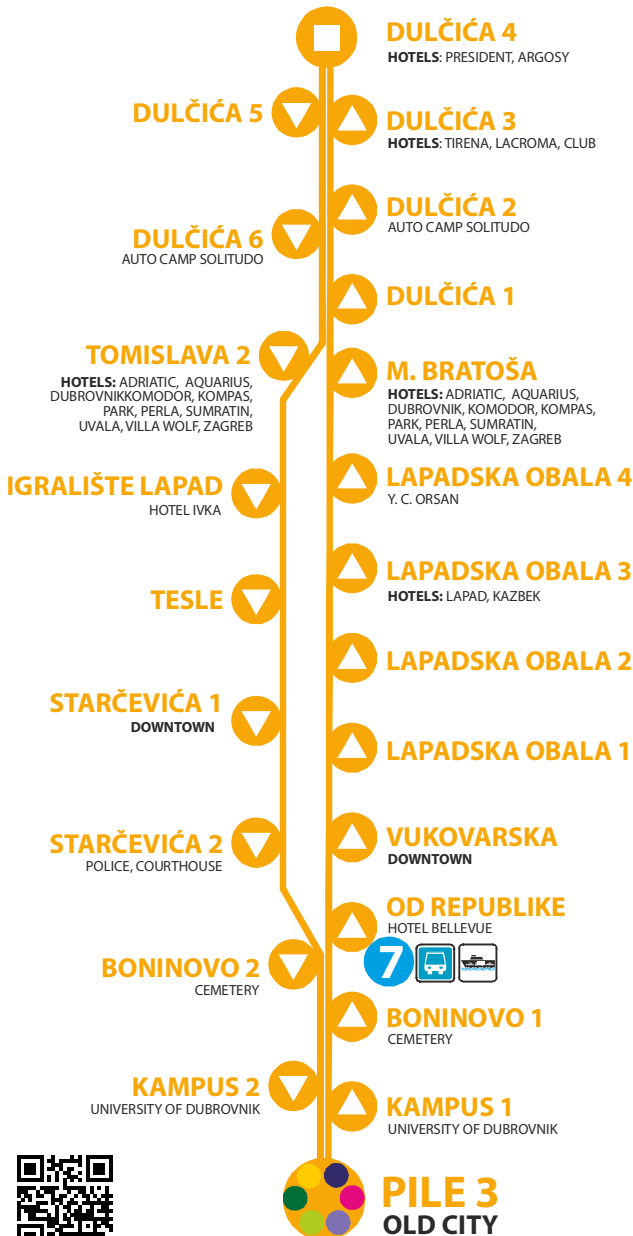 DULČIĆA 4
HOTELS: PRESIDENT, ARGOSY
DULČIĆA 5
DULČIĆA 3
HOTELS: TIRENA, LACROMA, CLUB
DULČIĆA 2
AUTO CAMP SOLITUDO
DULČIĆA 6
AUTO CAMP SOLITUDO
DULČIĆA 1
TOMISLAVA 2
HOTELS: ADRIATIC, AQUARIUS,
DUBROVNIKKOMODOR, KOMPAS,
PARK, PERLA, SUMRATIN,
UVALA, VILLA WOLF, ZAGREB
M. BRATOŠA
HOTELS: ADRIATIC, AQUARIUS,
DUBROVNIK, KOMODOR, KOMPAS,
PARK, PERLA, SUMRATIN,
UVALA, VILLA WOLF, ZAGREB
IGRALIŠTE LAPAD
HOTEL IVKA
LAPADSKA OBALA 4
Y. C. ORSAN
LAPADSKA OBALA 3
HOTELS: LAPAD, KAZBEK
TESLE
LAPADSKA OBALA 2
STARČEVIĆA 1
DOWNTOWN
LAPADSKA OBALA 1
STARČEVIĆA 2
POLICE, COURTHOUSE
VUKOVARSKA
DOWNTOWN
OD REPUBLIKE
HOTEL BELLEVUE
7
BONINOVO 2
CEMETERY
BONINOVO 1
CEMETERY
KAMPUS 2
UNIVERSITY OF DUBROVNIK
KAMPUS 1
UNIVERSITY OF DUBROVNIK
PILE 3
OLD CITY